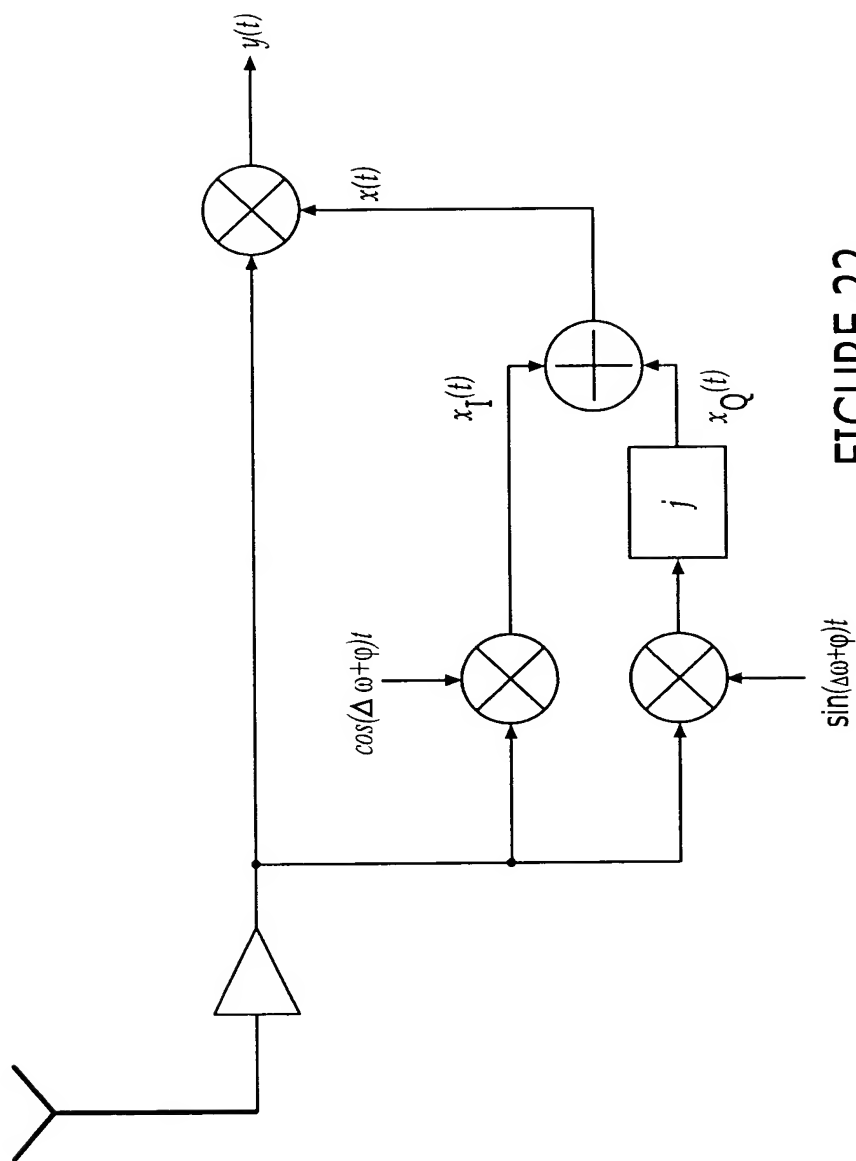 y(t)
x(t)
x_I(t)
cos(Δω+φ)t
x_Q(t)
j
sin(Δω+φ)t
FIGURE 22